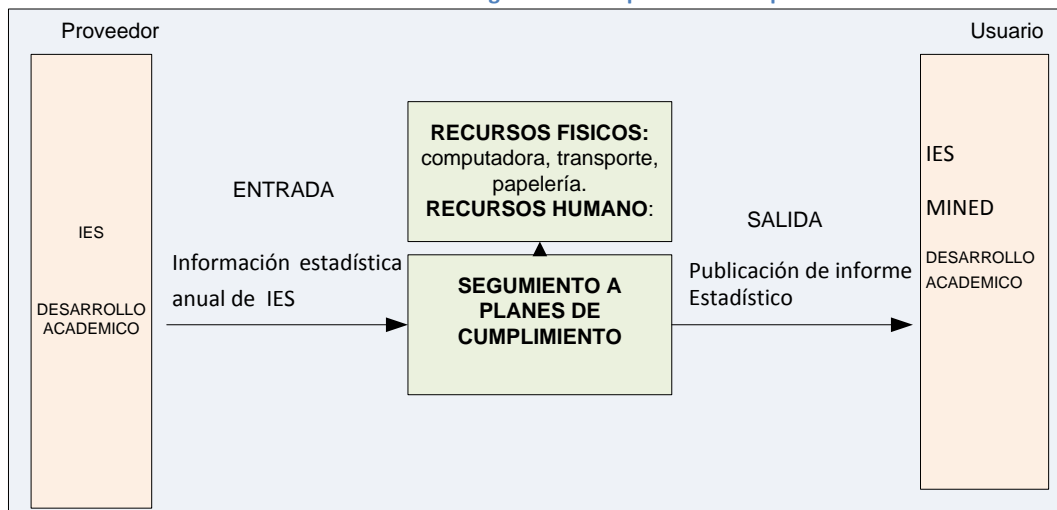 Proveedor
Usuario
IES
DESARROLLO
ACADEMICO
ENTRADA
Información estadística
anual de IES
RECURSOS FISICOS:
computadora, transporte,
papelería.
RECURSOS HUMANO:
SEGUMIENTO A
PLANES DE
CUMPLIMIENTO
SALIDA
Publicación de informe
Estadístico
IES
MINED
DESARROLLO
ACADEMICO